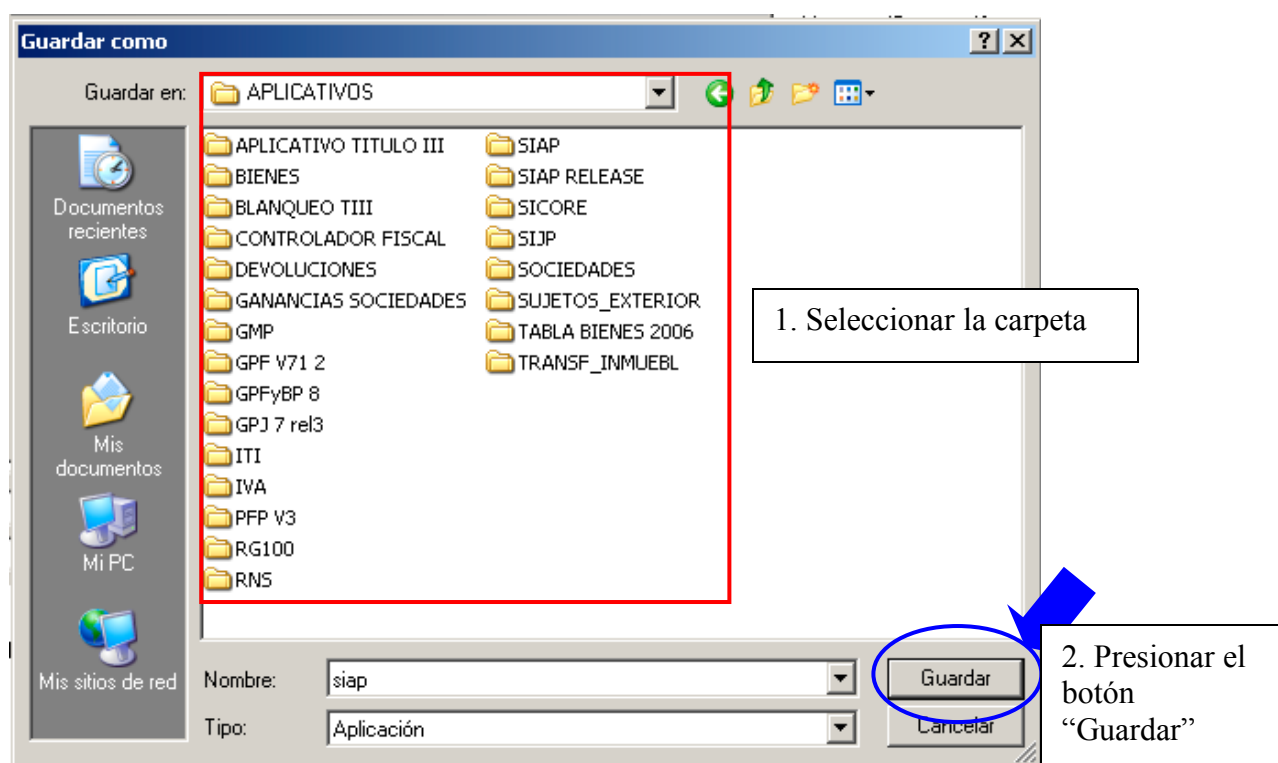 Guardar como
Guardar en:
APLICATIVOS
Documentos
recientes
Escritorio
Mis
documentos
Mi PC
Mis sitios de red
APLICATIVO TITULO III
BIENES
BLANQUEO TIII
CONTROLADOR FISCAL
DEVOLUCIONES
GANANCIAS SOCIEDADES
GMP
GPF V71 2
GPFyBP 8
GPJ 7 rel3
ITI
IVA
PFP V3
RG100
RNS
SIAP
SIAP RELEASE
SICORE
SIJP
SOCIEDADES
SUJETOS_EXTERIOR
TABLA BIENES 2006
TRANSF_INMUEBL
1. Seleccionar la carpeta
Nombre:
siap
Guardar
Tipo:
Aplicación
Cancelar
2. Presionar el
botón
“Guardar”